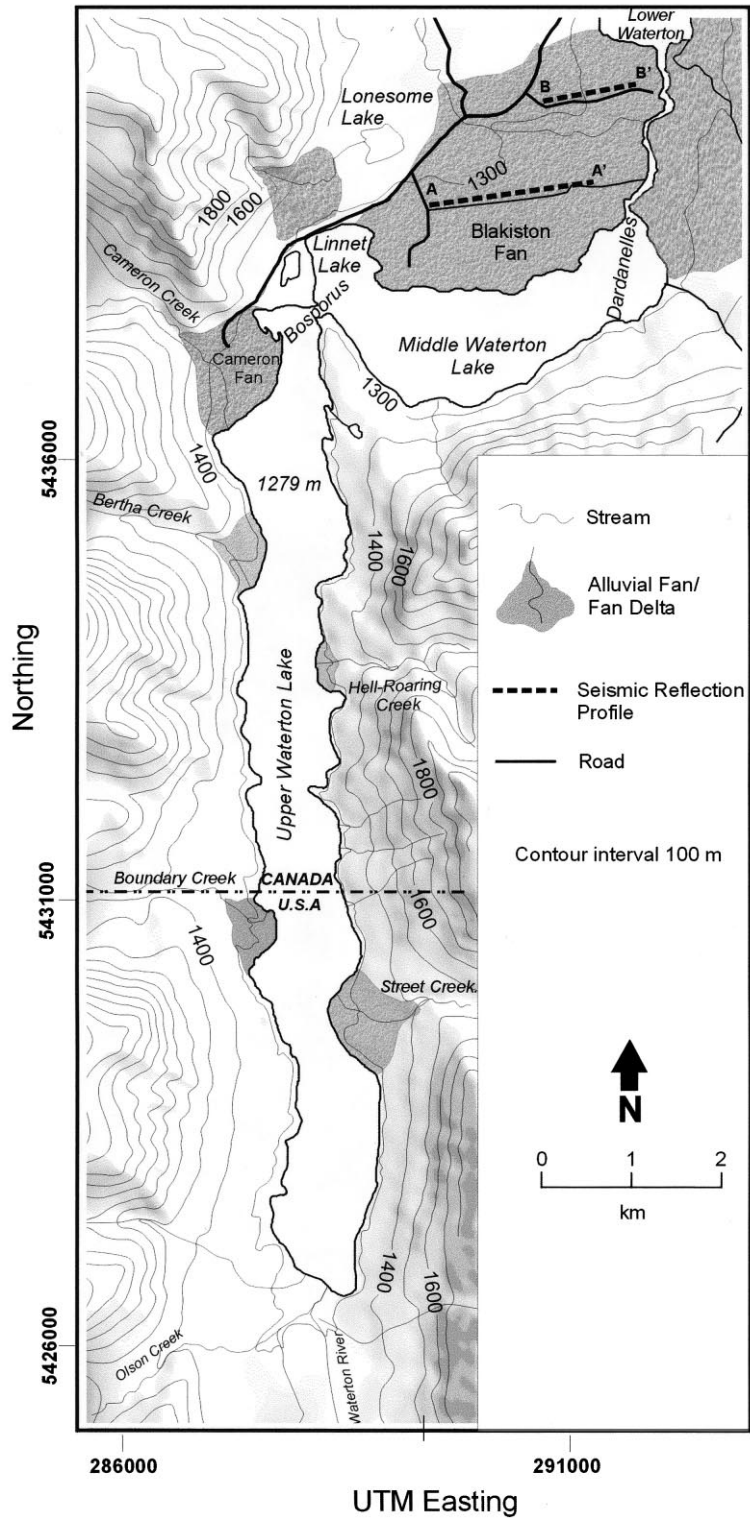 Lower
Waterton
B
B'
Lonesome
Lake
1800
1600
1300
A
A'
Blakiston
Fan
Dardanelles
Linnet
Lake
Cameron Creek
Bosporus
Cameron
Fan
Middle Waterton
Lake
1300
1400
5436000
1279 m
Bertha Creek
1400
1600
Stream
Alluvial Fan/
Fan Delta
Hell-Roaring
Creek
Seismic Reflection
Profile
Northing
Upper Waterton Lake
1800
Road
Contour interval 100 m
Boundary Creek
CANADA
U.S.A
5431000
1600
1400
Street Creek.
N
0 1 2
km
1400
1600
5426000
Olson Creek
Waterton River
286000
291000
UTM Easting